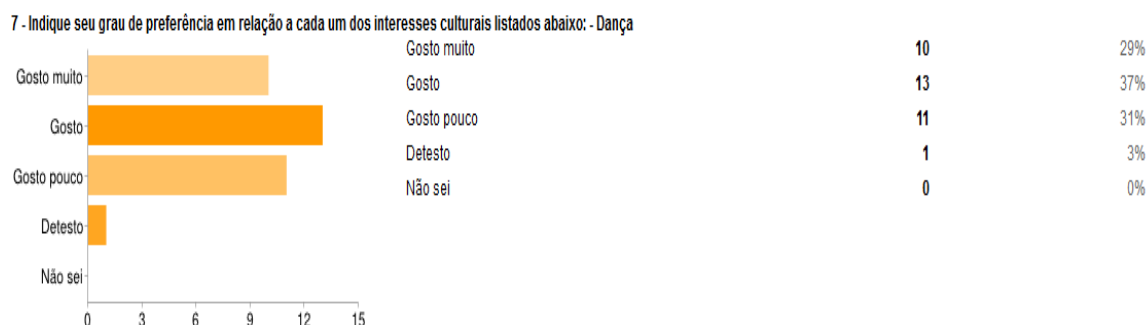 7 - Indique seu grau de preferência em relação a cada um dos interesses culturais listados abaixo: - Dança
Gosto muito
Gosto
Gosto pouco
Detesto
Não sei
0 3 6 9 12 15
Gosto muito 10 29%
Gosto 13 37%
Gosto pouco 11 31%
Detesto 1 3%
Não sei 0 0%